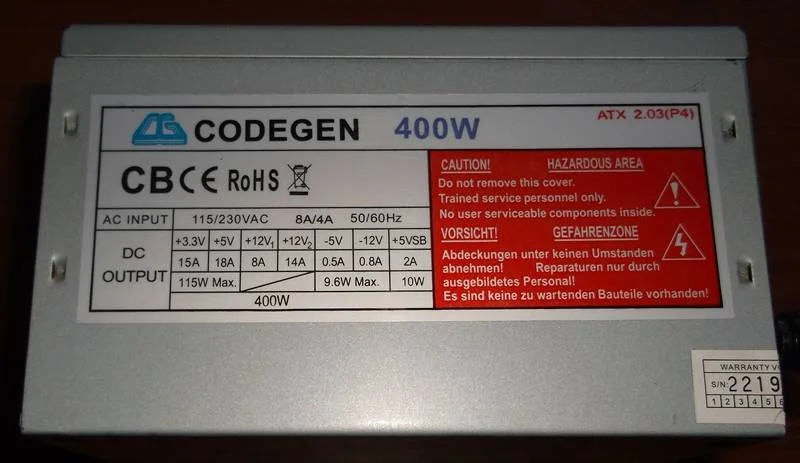 CODEGEN 400W
ATX 2.03(P4)
CB CE RoHS
AC INPUT 115/230VAC 8A/4A 50/60Hz
DC OUTPUT
+3.3V +5V +12V1 +12V2 -5V -12V +5VSB
15A 18A 8A 14A 0.5A 0.8A 2A
115W Max. 9.6W Max. 10W
400W
CAUTION! HAZARDOUS AREA
Do not remove this cover.
Trained service personnel only.
No user serviceable components inside.
VORSICHT! GEFAHRENZONE
Abdeckungen unter keinen Umstanden
abnehmen! Reparaturen nur durch
ausgebildetes Personal!
Es sind keine zu wartenden Bauteile vorhanden!
WARRANTY
S/N: 2219
1 2 3 4 5